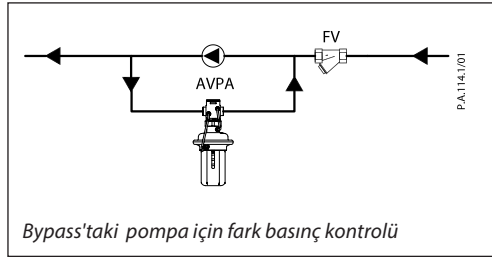 FV
AVPA
P.A.114.1/01
Bypass'taki pompa için fark basınç kontrolü